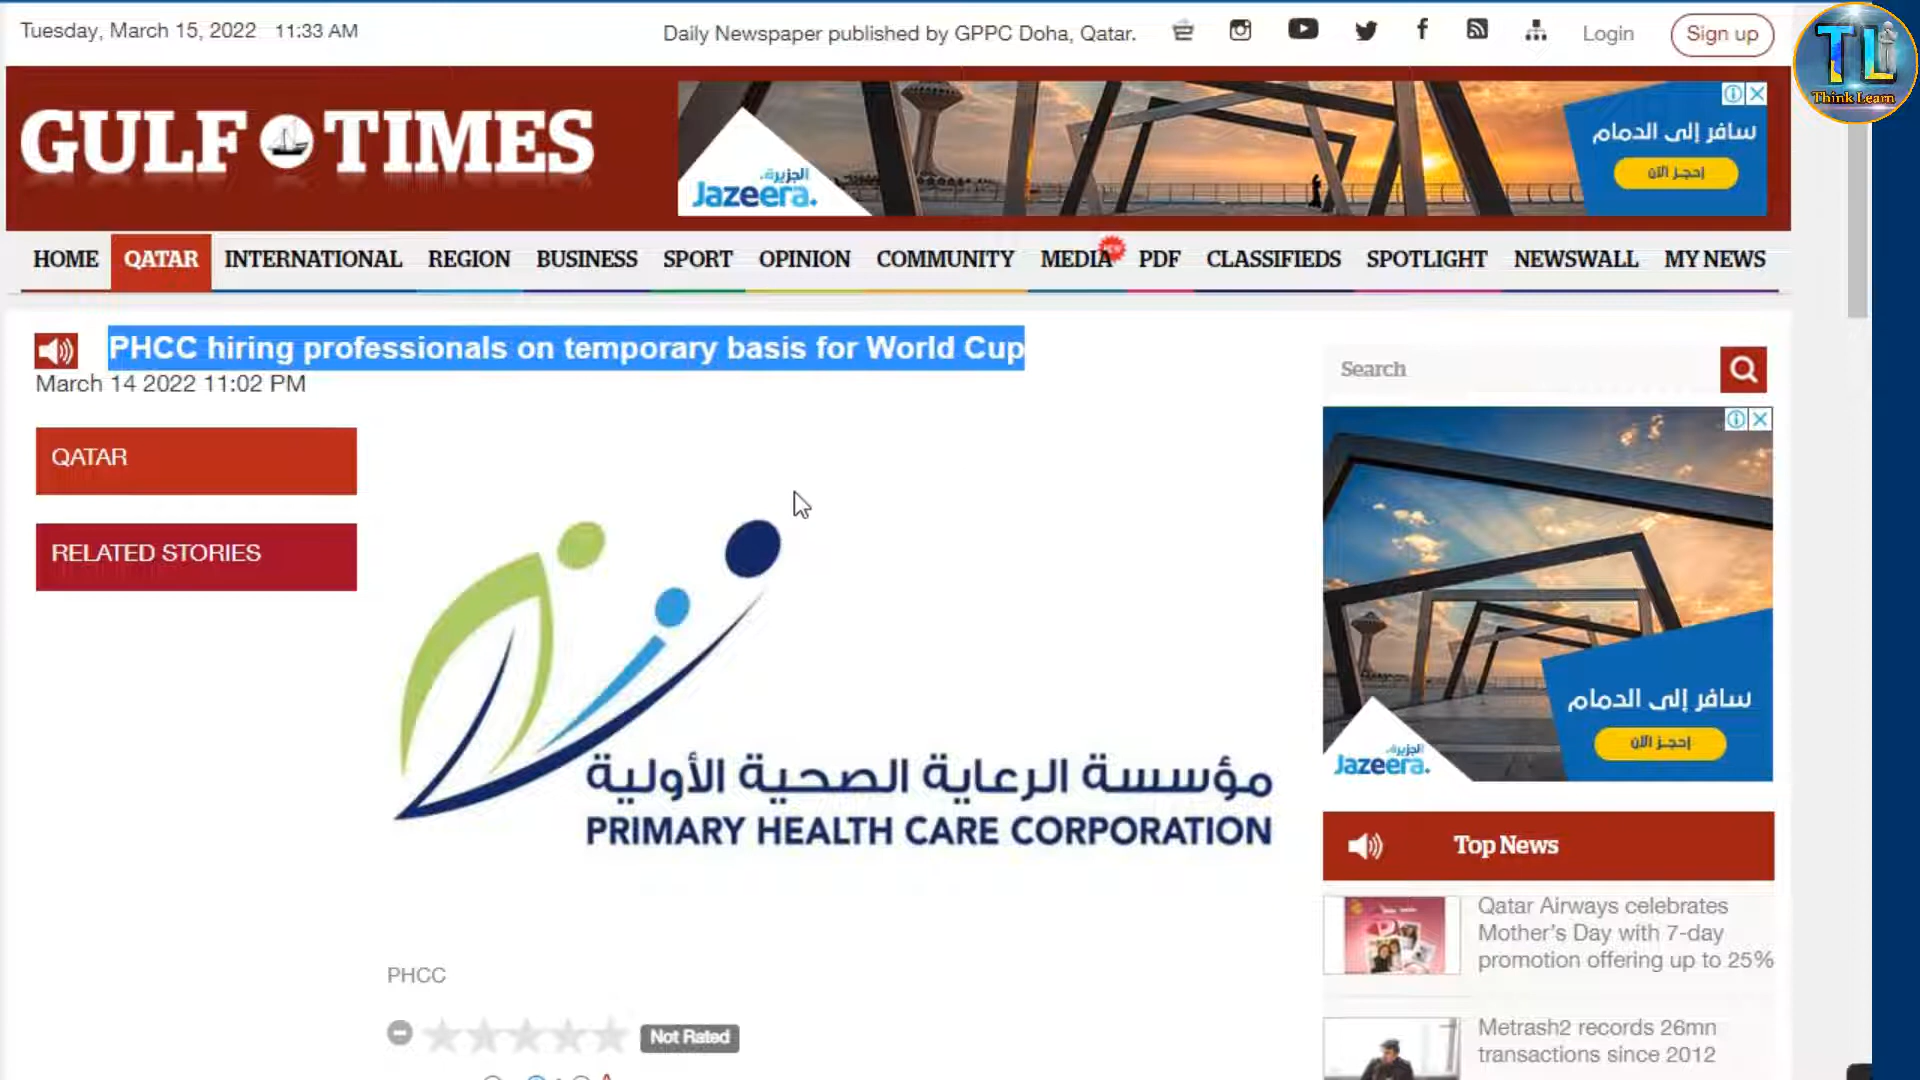 Tuesday, March 15, 2022 11:33 AM
Daily Newspaper published by GPPC Doha, Qatar.
Login
Sign up
TL
Think Learn
GULF TIMES
الجزيرة.
Jazeera.
سافر إلى الدمام
إحجز الآن
HOME QATAR INTERNATIONAL REGION BUSINESS SPORT OPINION COMMUNITY MEDIA PDF CLASSIFIEDS SPOTLIGHT NEWSWALL MY NEWS
PHCC hiring professionals on temporary basis for World Cup
March 14 2022 11:02 PM
Search
QATAR
RELATED STORIES
مؤسسة الرعاية الصحية الأولية
PRIMARY HEALTH CARE CORPORATION
سافر إلى الدمام
إحجز الآن
الجزيرة.
Jazeera.
Top News
Qatar Airways celebrates
Mother's Day with 7-day
promotion offering up to 25%
PHCC
Not Rated
Metrash2 records 26mn
transactions since 2012